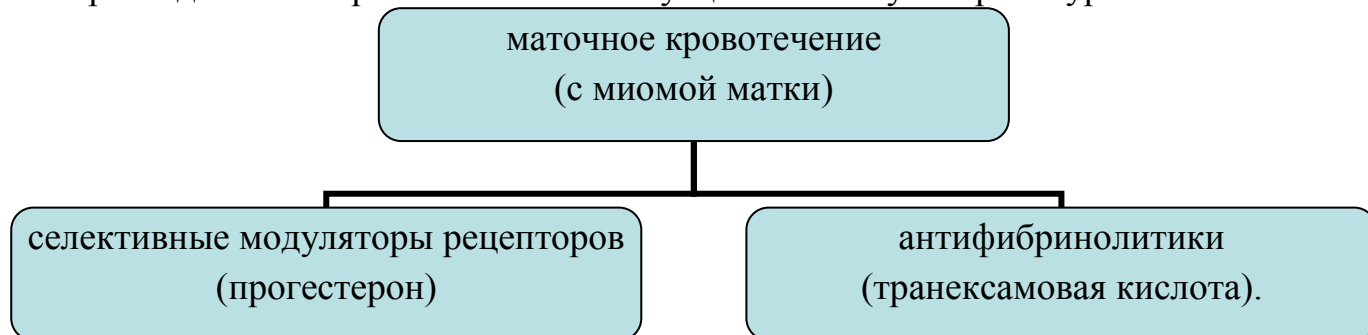 маточное кровотечение
(с миомой матки)
селективные модуляторы рецепторов
(прогестерон)
антифибринолитики
(транексамовая кислота).